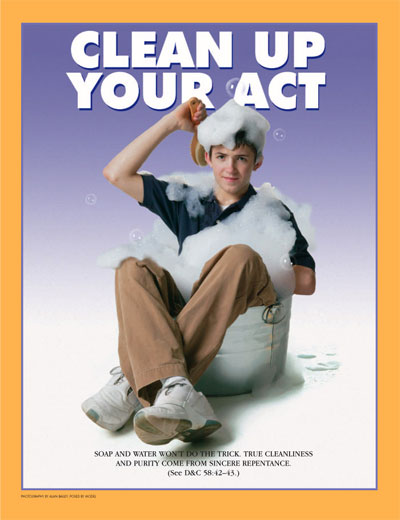 CLEAN UP
YOUR ACT
SOAP AND WATER WON'T DO THE TRICK. TRUE CLEANLINESS
AND PURITY COME FROM SINCERE REPENTANCE.
(See D&C 58:42–43.)